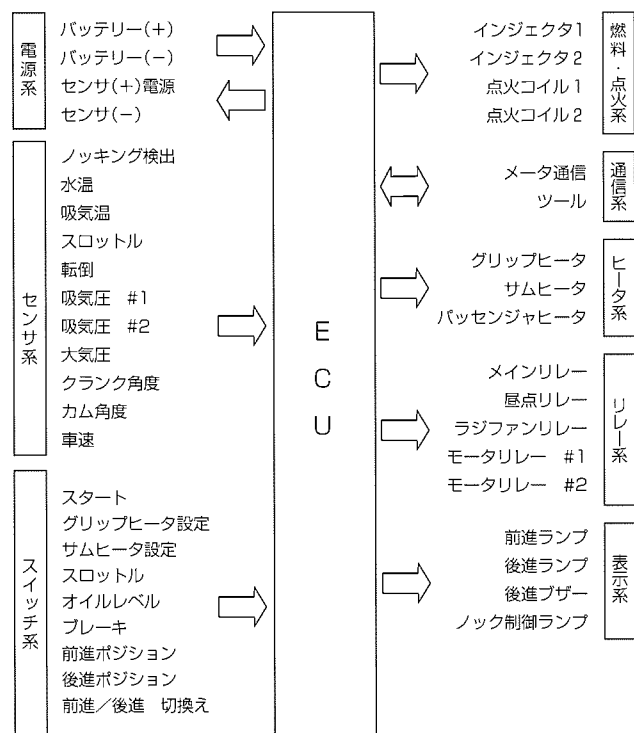 電源系
バッテリー(+)
バッテリー(−)
センサ(+)電源
センサ(−)
センサ系
ノッキング検出
水温
吸気温
スロットル
転倒
吸気圧 #1
吸気圧 #2
大気圧
クランク角度
カム角度
車速
スイッチ系
スタート
グリップヒータ設定
サムヒータ設定
スロットル
オイルレベル
ブレーキ
前進ポジション
後進ポジション
前進/後進 切換え
ECU
インジェクタ1
インジェクタ2
点火コイル1
点火コイル2
燃料・点火系
メータ通信
ツール
通信系
グリップヒータ
サムヒータ
パッセンジャヒータ
ヒータ系
メインリレー
昼点リレー
ラジファンリレー
モータリレー #1
モータリレー #2
リレー系
前進ランプ
後進ランプ
後進ブザー
ノック制御ランプ
表示系